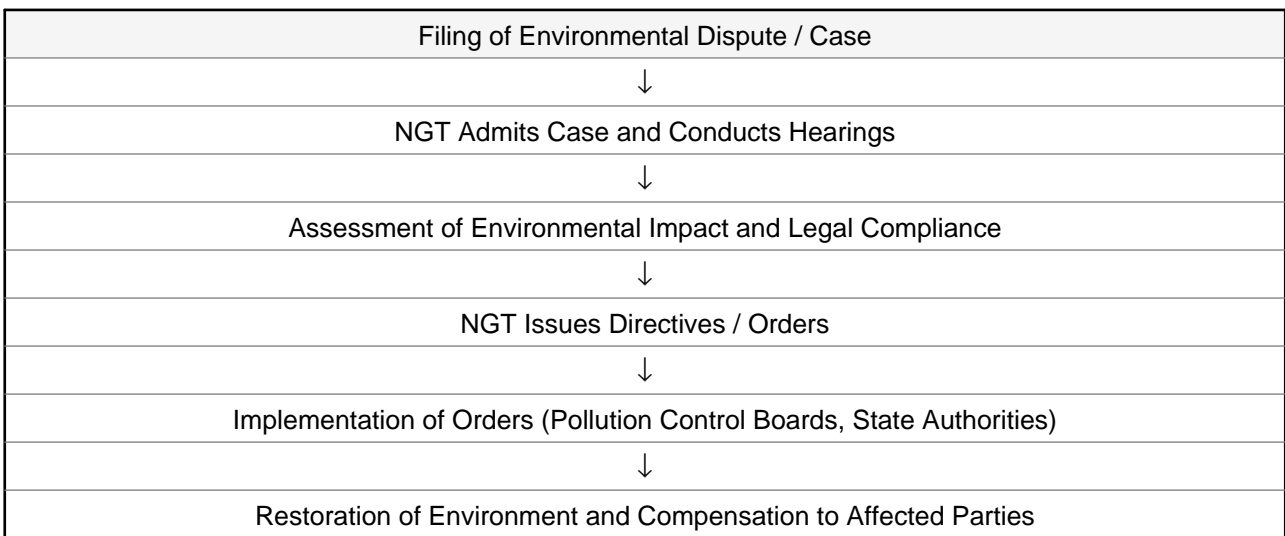 Filing of Environmental Dispute / Case
↓
NGT Admits Case and Conducts Hearings
↓
Assessment of Environmental Impact and Legal Compliance
↓
NGT Issues Directives / Orders
↓
Implementation of Orders (Pollution Control Boards, State Authorities)
↓
Restoration of Environment and Compensation to Affected Parties